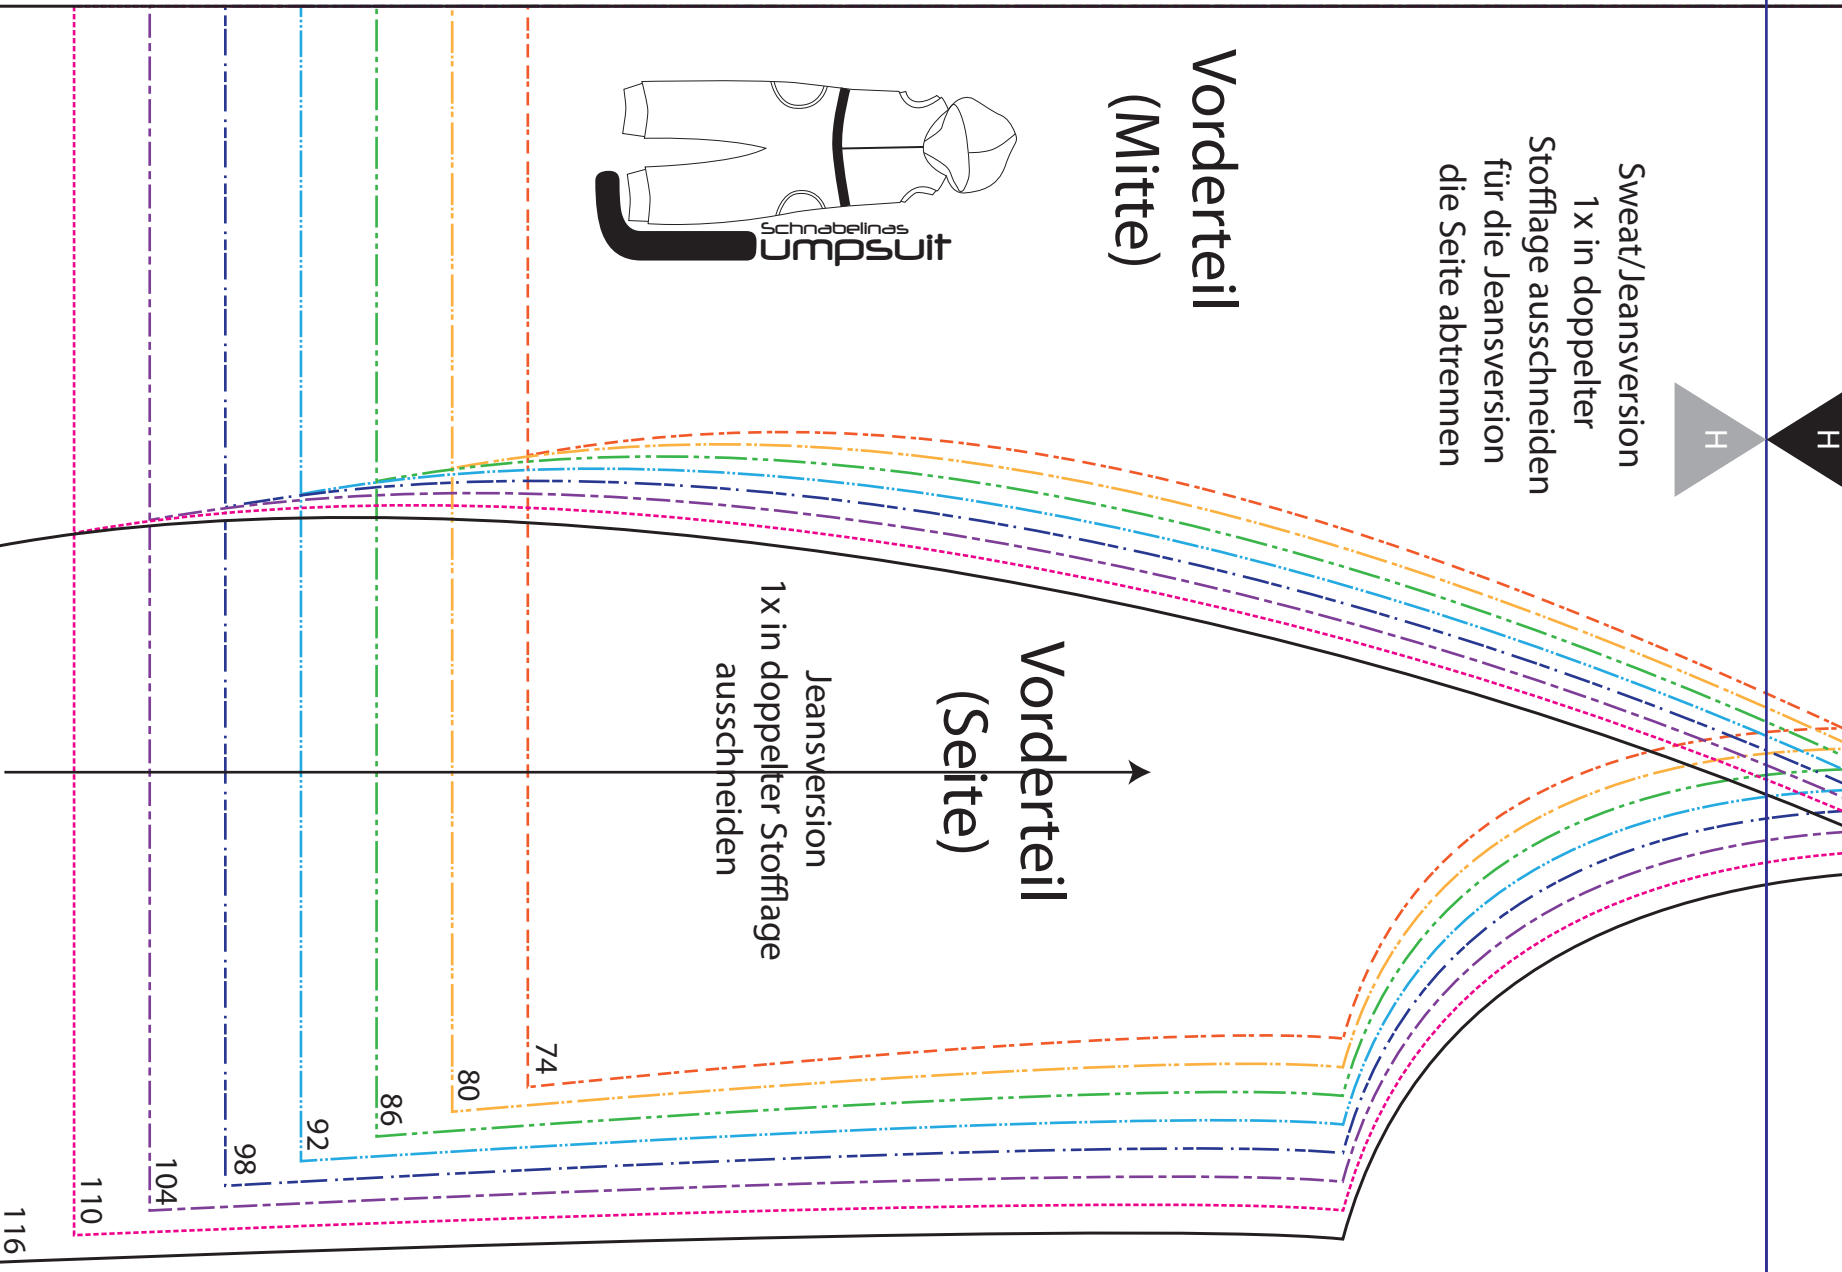 Sweat/Jeansversion
1x in doppelter
Stofflage ausschneiden
für die Jeansversion
die Seite abtrennen
H
H
Vorderteil
(Mitte)
Schnabelinas
Jumpsuit
Vorderteil
(Seite)
Jeansversion
1x in doppelter Stofflage
ausschneiden
74
80
86
92
98
104
110
116